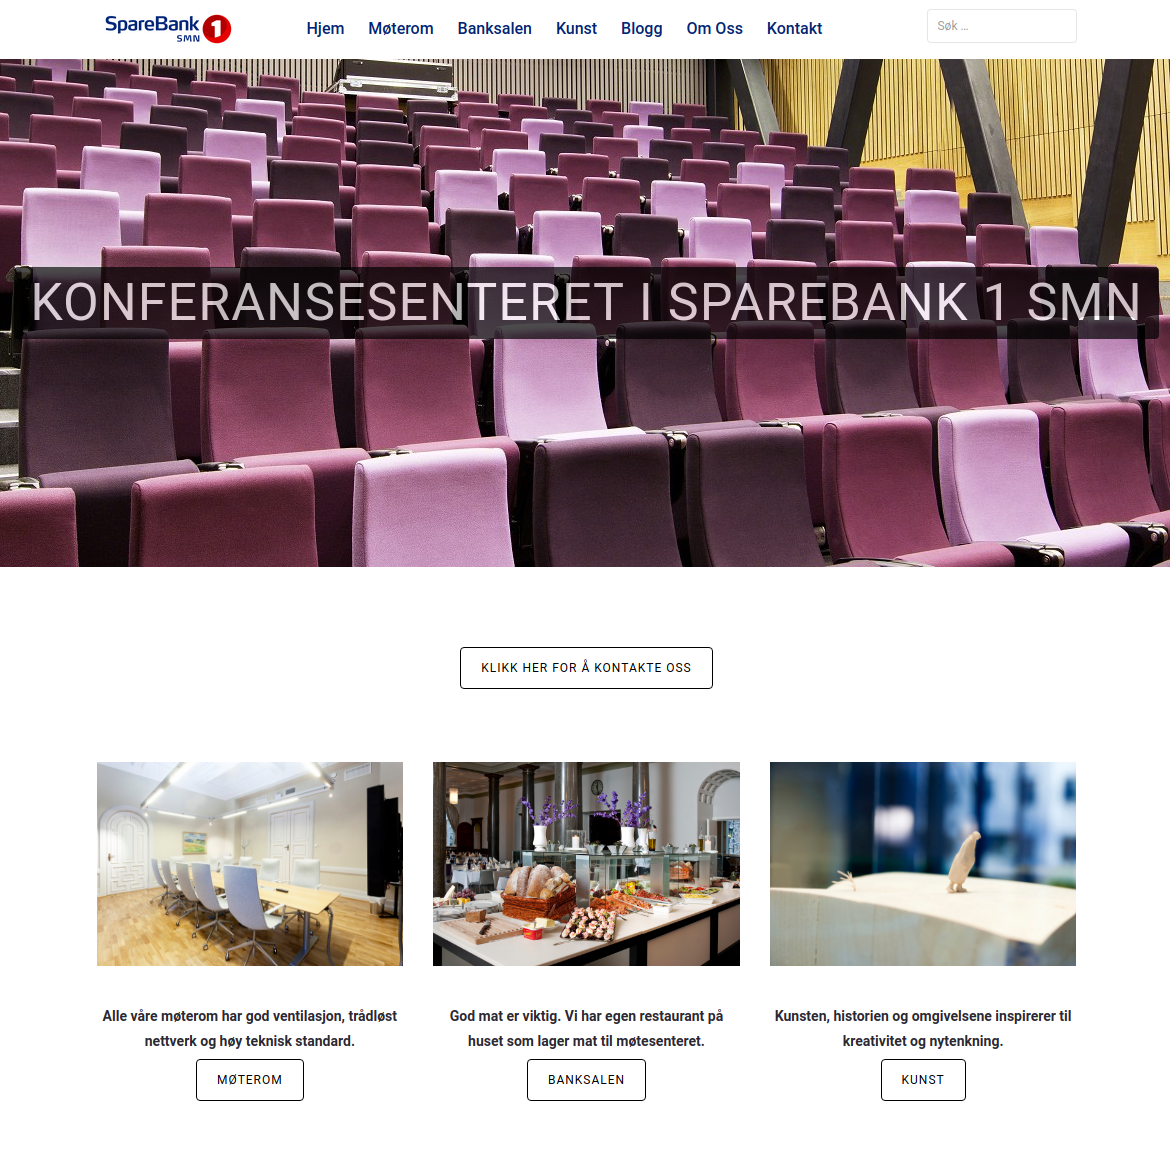 SpareBank 1
SMN
Hjem Møterom Banksalen Kunst Blogg Om Oss Kontakt
Søk ...
KONFERANSESENTERET I SPAREBANK 1 SMN
KLIKK HER FOR Å KONTAKTE OSS
Alle våre møterom har god ventilasjon, trådløst
nettverk og høy teknisk standard.
MØTEROM
God mat er viktig. Vi har egen restaurant på
huset som lager mat til møtesenteret.
BANKSALEN
Kunsten, historien og omgivelsene inspirerer til
kreativitet og nytenkning.
KUNST